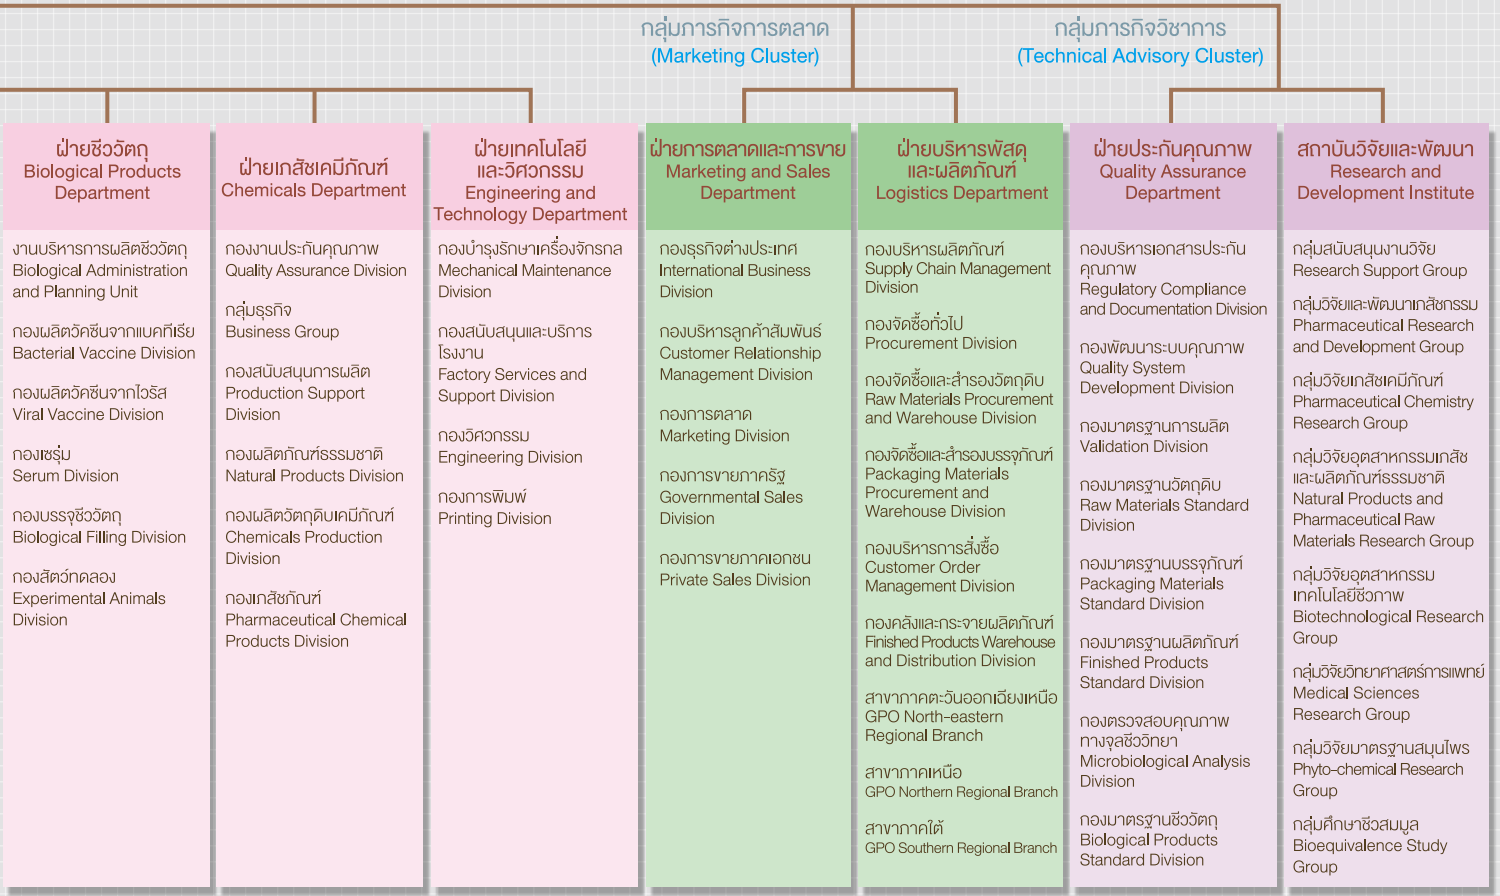 กลุ่มภารกิจการตลาด
(Marketing Cluster)
กลุ่มภารกิจวิชาการ
(Technical Advisory Cluster)
ฝ่ายชีววัตถุ
Biological Products
Department
งานบริหารการผลิตชีววัตถุ
Biological Administration
and Planning Unit
กองผลิตวัคซีนจากแบคทีเรีย
Bacterial Vaccine Division
กองผลิตวัคซีนจากไวรัส
Viral Vaccine Division
กองเซรุ่ม
Serum Division
กองบรรจุชีววัตถุ
Biological Filling Division
กองสัตว์ทดลอง
Experimental Animals
Division
ฝ่ายเภสัชเคมีภัณฑ์
Chemicals Department
กองงานประกันคุณภาพ
Quality Assurance Division
กลุ่มธุรกิจ
Business Group
กองสนับสนุนการผลิต
Production Support
Division
กองผลิตภัณฑ์ธรรมชาติ
Natural Products Division
กองผลิตวัตถุดิบเคมีภัณฑ์
Chemicals Production
Division
กองเภสัชภัณฑ์
Pharmaceutical Chemical
Products Division
ฝ่ายเทคโนโลยี
และวิศวกรรม
Engineering and
Technology Department
กองบำรุงรักษาเครื่องจักรกล
Mechanical Maintenance
Division
กองสนับสนุนและบริการ
โรงงาน
Factory Services and
Support Division
กองวิศวกรรม
Engineering Division
กองการพิมพ์
Printing Division
ฝ่ายการตลาดและการขาย
Marketing and Sales
Department
กองธุรกิจต่างประเทศ
International Business
Division
กองบริหารลูกค้าสัมพันธ์
Customer Relationship
Management Division
กองการตลาด
Marketing Division
กองการขายภาครัฐ
Governmental Sales
Division
กองการขายภาคเอกชน
Private Sales Division
ฝ่ายบริหารพัสดุ
และผลิตภัณฑ์
Logistics Department
กองบริหารผลิตภัณฑ์
Supply Chain Management
Division
กองจัดซื้อทั่วไป
Procurement Division
กองจัดซื้อและสำรองวัตถุดิบ
Raw Materials Procurement
and Warehouse Division
กองจัดซื้อและสำรองบรรจุภัณฑ์
Packaging Materials
Procurement and
Warehouse Division
กองบริหารการสั่งซื้อ
Customer Order
Management Division
กองคลังและกระจายผลิตภัณฑ์
Finished Products Warehouse
and Distribution Division
สาขาภาคตะวันออกเฉียงเหนือ
GPO North-eastern
Regional Branch
สาขาภาคเหนือ
GPO Northern Regional Branch
สาขาภาคใต้
GPO Southern Regional Branch
ฝ่ายประกันคุณภาพ
Quality Assurance
Department
กองบริหารเอกสารประกัน
คุณภาพ
Regulatory Compliance
and Documentation Division
กองพัฒนาระบบคุณภาพ
Quality System
Development Division
กองมาตรฐานการผลิต
Validation Division
กองมาตรฐานวัตถุดิบ
Raw Materials Standard
Division
กองมาตรฐานบรรจุภัณฑ์
Packaging Materials
Standard Division
กองมาตรฐานผลิตภัณฑ์
Finished Products
Standard Division
กองตรวจสอบคุณภาพ
ทางจุลชีววิทยา
Microbiological Analysis
Division
กองมาตรฐานชีววัตถุ
Biological Products
Standard Division
สถาบันวิจัยและพัฒนา
Research and
Development Institute
กลุ่มสนับสนุนงานวิจัย
Research Support Group
กลุ่มวิจัยและพัฒนาเภสัชกรรม
Pharmaceutical Research
and Development Group
กลุ่มวิจัยเภสัชเคมีภัณฑ์
Pharmaceutical Chemistry
Research Group
กลุ่มวิจัยอุตสาหกรรมเภสัช
และผลิตภัณฑ์ธรรมชาติ
Natural Products and
Pharmaceutical Raw
Materials Research Group
กลุ่มวิจัยอุตสาหกรรม
เทคโนโลยีชีวภาพ
Biotechnological Research
Group
กลุ่มวิจัยวิทยาศาสตร์การแพทย์
Medical Sciences
Research Group
กลุ่มวิจัยมาตรฐานสมุนไพร
Phyto-chemical Research
Group
กลุ่มศึกษาชีวสมมูล
Bioequivalence Study
Group